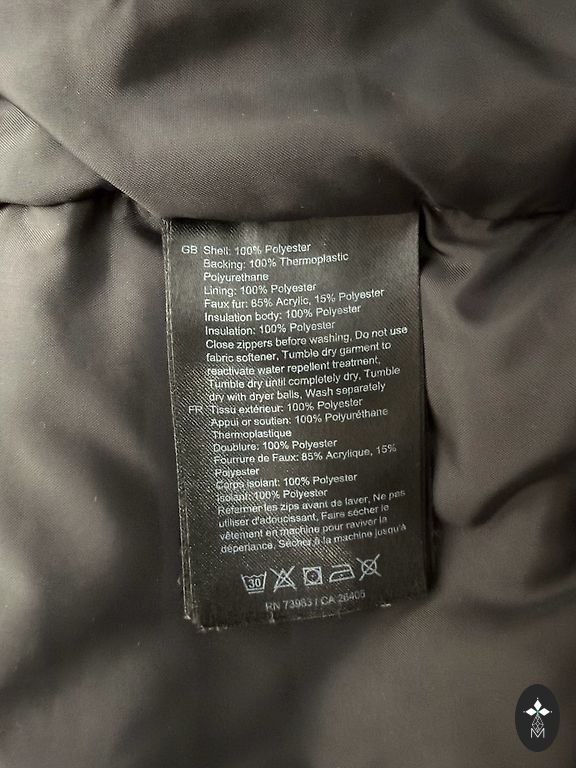 GB Shell: 100% Polyester
Backing: 100% Thermoplastic
Polyurethane
Lining: 100% Polyester
Faux fur: 85% Acrylic, 15% Polyester
Insulation body: 100% Polyester
Insulation: 100% Polyester
Close zippers before washing, Do not use
fabric softener, Tumble dry garment to
reactivate water repellent treatment,
Tumble dry until completely dry, Tumble
dry with dryer balls, Wash separately
FR Tissu extérieur: 100% Polyester
Appui or soutien: 100% Polyuréthane
Thermoplastique
Doublure: 100% Polyester
Fourrure de Faux: 85% Acrylique, 15%
Polyester
Corps isolant: 100% Polyester
Isolant: 100% Polyester
Refermer les zips avant de laver, Ne pas
utiliser d'adoucissant, Faire sécher le
vêtement en machine pour raviver la
déperlance, Sécher à la machine jusqu'à
30
RN 73983 / CA 26405
M